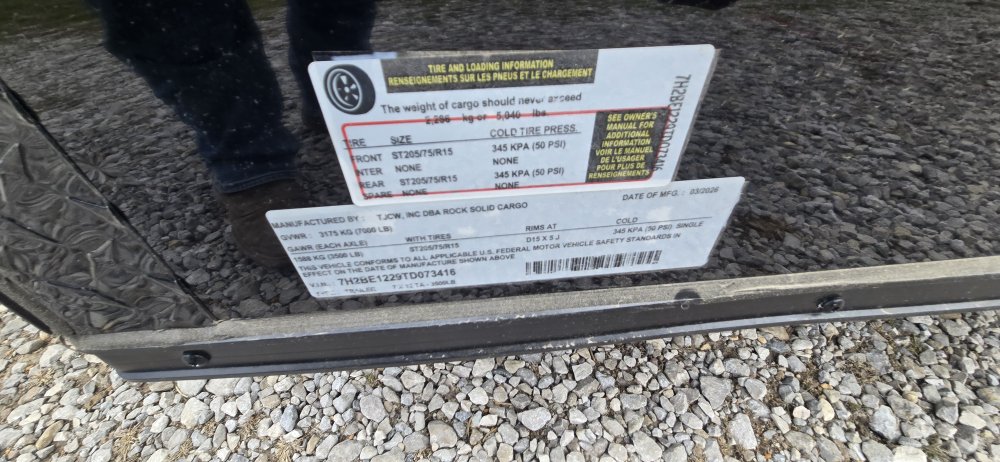 TIRE AND LOADING INFORMATION
RENSEIGNEMENTS SUR LES PNEUS ET LE CHARGEMENT
The weight of cargo should never exceed
2,286 kg or 5,040 lbs.
TIRE SIZE COLD TIRE PRESS.
FRONT ST205/75/R15 345 KPA (50 PSI)
INTER NONE NONE
REAR ST205/75/R15 345 KPA (50 PSI)
SPARE NONE NONE
SEE OWNER'S
MANUAL FOR
ADDITIONAL
INFORMATION
VOIR LE MANUEL
DE L'USAGER
POUR PLUS DE
RENSEIGNEMENTS
MANUFACTURED BY: TJCW, INC DBA ROCK SOLID CARGO DATE OF MFG.: 03/2026
GVWR: 3175 KG (7000 LB)
GAWR (EACH AXLE) WITH TIRES RIMS AT COLD
1588 KG (3500 LB) ST205/75/R15 D15 X 5 J 345 KPA (50 PSI) SINGLE
THIS VEHICLE CONFORMS TO ALL APPLICABLE U.S. FEDERAL MOTOR VEHICLE SAFETY STANDARDS IN
EFFECT ON THE DATE OF MANUFACTURE SHOWN ABOVE
V.I.N.: 7H2BE1229TD073416